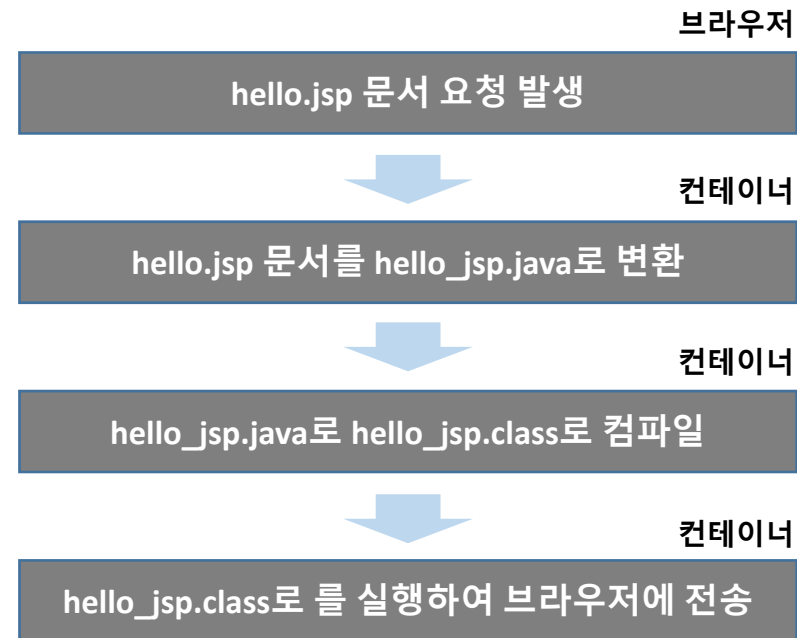 브라우저
hello.jsp 문서 요청 발생
컨테이너
hello.jsp 문서를 hello_jsp.java로 변환
컨테이너
hello_jsp.java로 hello_jsp.class로 컴파일
컨테이너
hello_jsp.class로 를 실행하여 브라우저에 전송